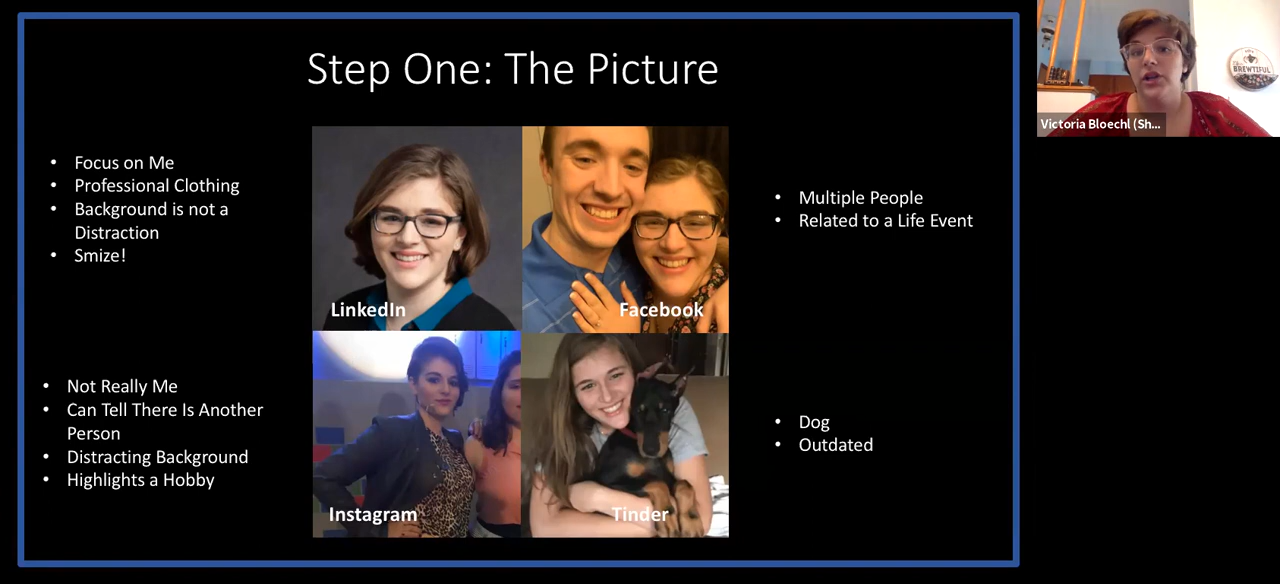 Step One: The Picture
• Focus on Me
• Professional Clothing
• Background is not a
Distraction
• Smize!
LinkedIn
Facebook
• Multiple People
• Related to a Life Event
• Not Really Me
• Can Tell There Is Another
Person
• Distracting Background
• Highlights a Hobby
Instagram
Tinder
• Dog
• Outdated
BREWTIFUL
Victoria Bloechl (Sh...